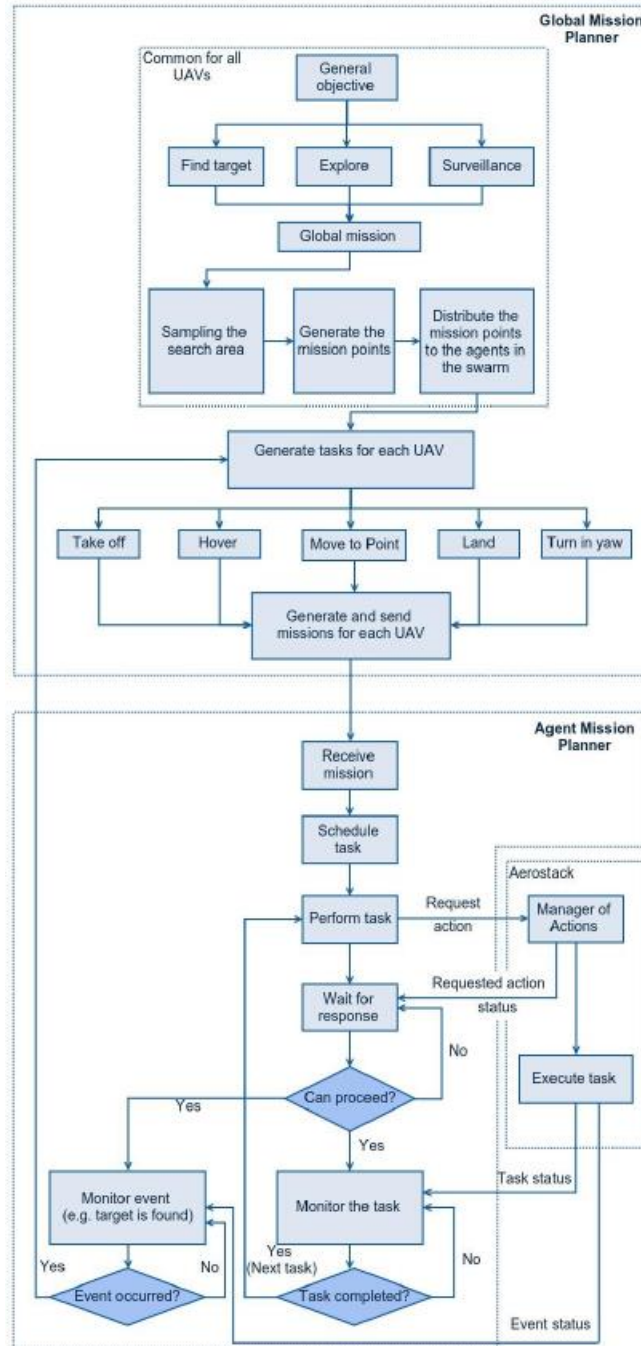 Global Mission
Planner
Common for all
UAVs
General
objective
Find target
Explore
Surveillance
Global mission
Sampling the
search area
Generate the
mission points
Distribute the
mission points
to the agents in
the swarm
Generate tasks for each UAV
Take off
Hover
Move to Point
Land
Turn in yaw
Generate and send
missions for each UAV
Agent Mission
Planner
Receive
mission
Schedule
task
Aerostack
Perform task
Request
action
Manager of
Actions
Wait for
response
Requested action
status
No
Execute task
Can proceed?
Yes
Yes
Task status
Monitor event
(e.g. target is found)
Monitor the task
Yes
No
Yes
(Next task)
No
Event occurred?
Task completed?
Event status